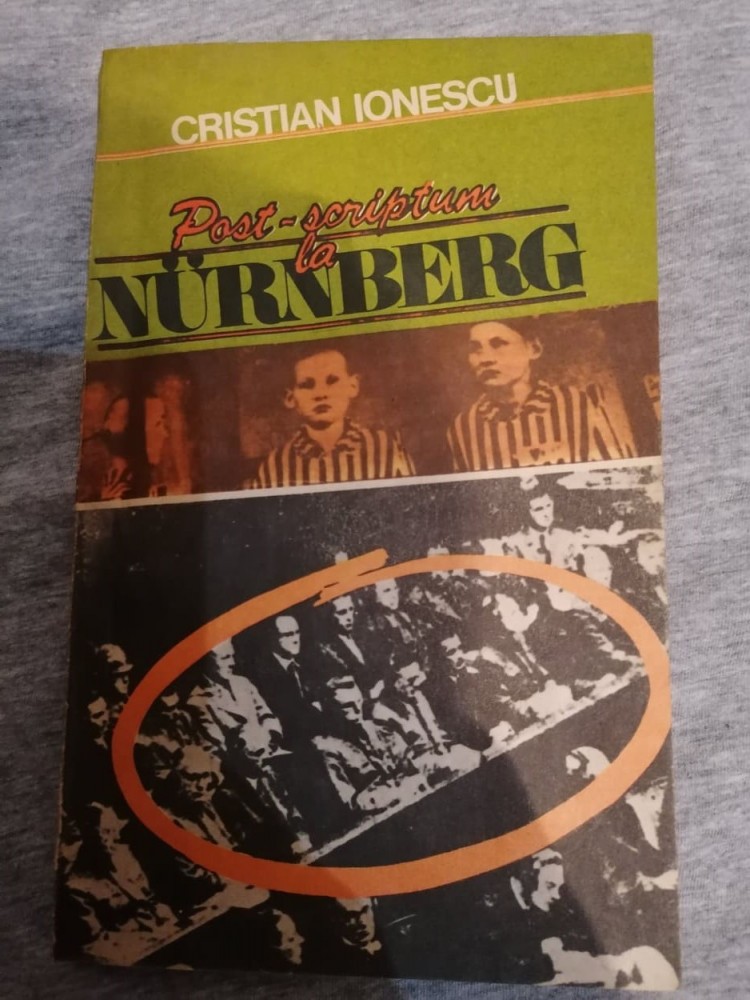 CRISTIAN IONESCU
Post-scriptum
la
NÜRNBERG